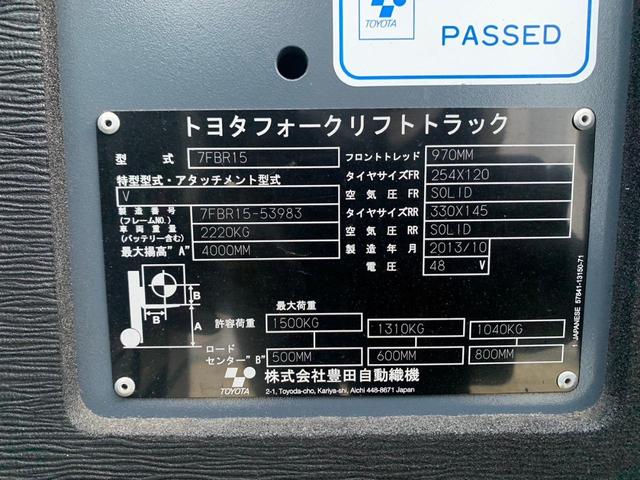 TOYOTA
PASSED
トヨタフォークリフトトラック
型 式 7FBR15
フロントトレッド 970MM
特型型式・アタッチメント型式
タイヤサイズFR 254X120
V
空気圧FR SOLID
製造番号 (フレームNO.) 7FBR15-53983
タイヤサイズRR 330X145
車両重量 (バッテリー含む) 2220KG
空気圧RR SOLID
最大揚高"A" 4000MM
製造年月 2013/10
電圧 48 V
B
B
A
最大荷重
許容荷重 1500KG 1310KG 1040KG
ロード
センター"B" 500MM 600MM 800MM
TOYOTA
株式会社豊田自動織機
2-1, Toyoda-cho, Kariya-shi, Aichi 448-8671 Japan
JAPANESE 57841-13150-71